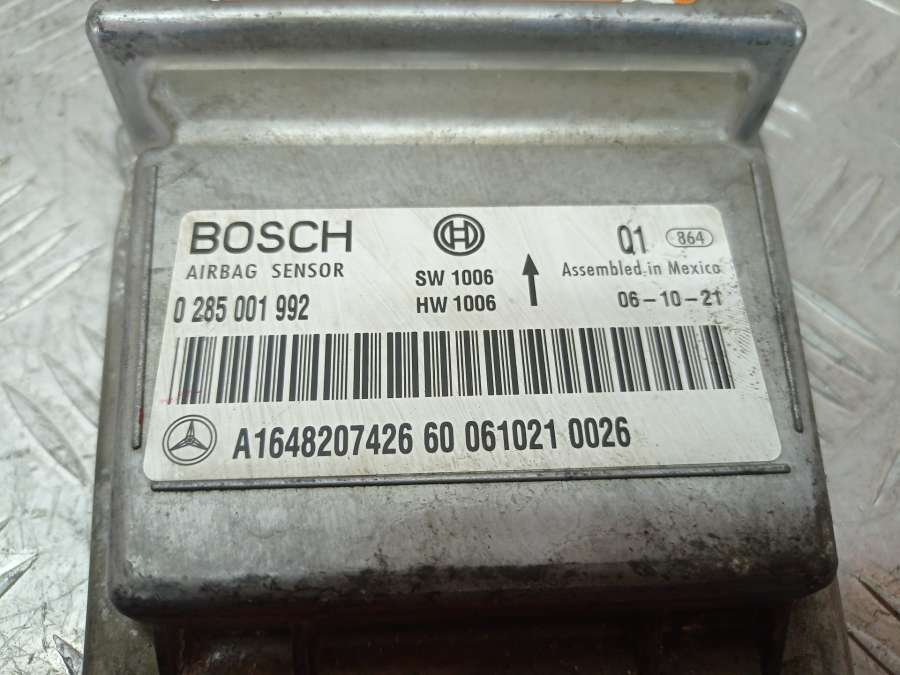 BOSCH
AIRBAG SENSOR
0 285 001 992
SW 1006
HW 1006
Q1 864
Assembled in Mexico
06-10-21
A1648207426 60 061021 0026